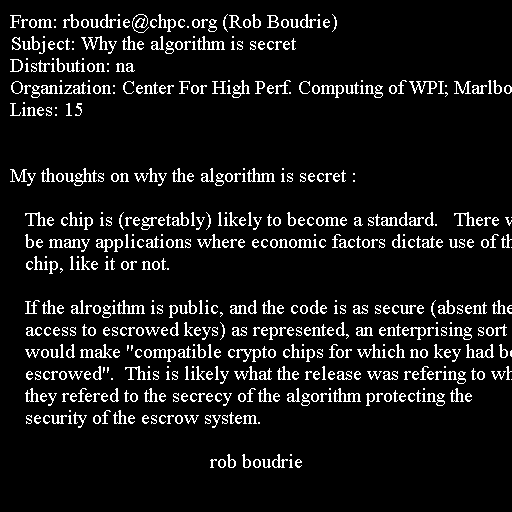 From: rboudrie@chpc.org (Rob Boudrie)
Subject: Why the algorithm is secret
Distribution: na
Organization: Center For High Perf. Computing of WPI; Marlbo
Lines: 15
My thoughts on why the algorithm is secret :
The chip is (regretably) likely to become a standard. There
be many applications where economic factors dictate use of
chip, like it or not.
If the alrogithm is public, and the code is as secure (absent the
access to escrowed keys) as represented, an enterprising sort
would make "compatible crypto chips for which no key had
escrowed". This is likely what the release was refering to
they refered to the secrecy of the algorithm protecting the
security of the escrow system.
rob boudrie